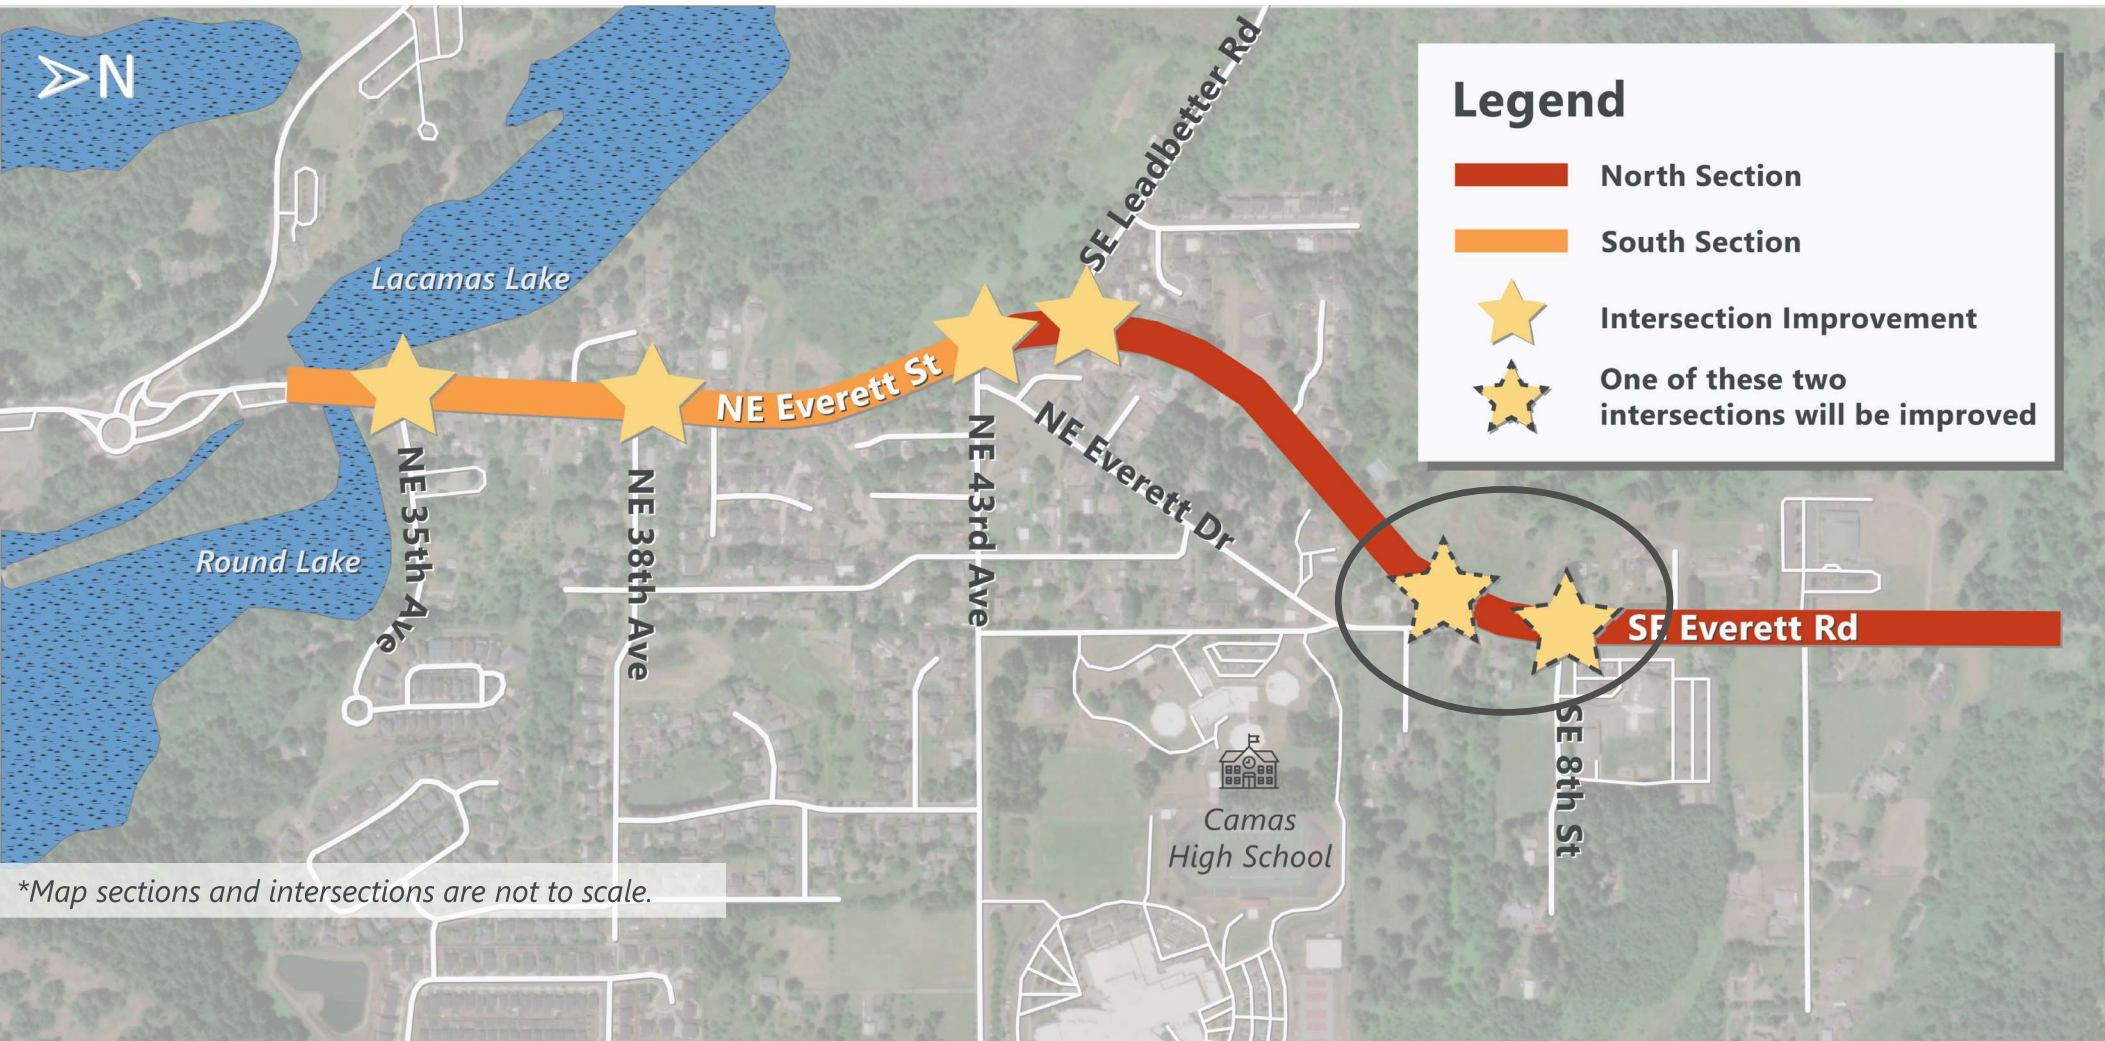 N
SE Leadbetter Rd
Legend
North Section
South Section
Intersection Improvement
One of these two
intersections will be improved
Lacamas Lake
NE Everett St
NE 35th Ave
NE 38th Ave
NE 43rd Ave
NE Everett Dr
Round Lake
SE Everett Rd
SE 8th St
Camas
High School
*Map sections and intersections are not to scale.